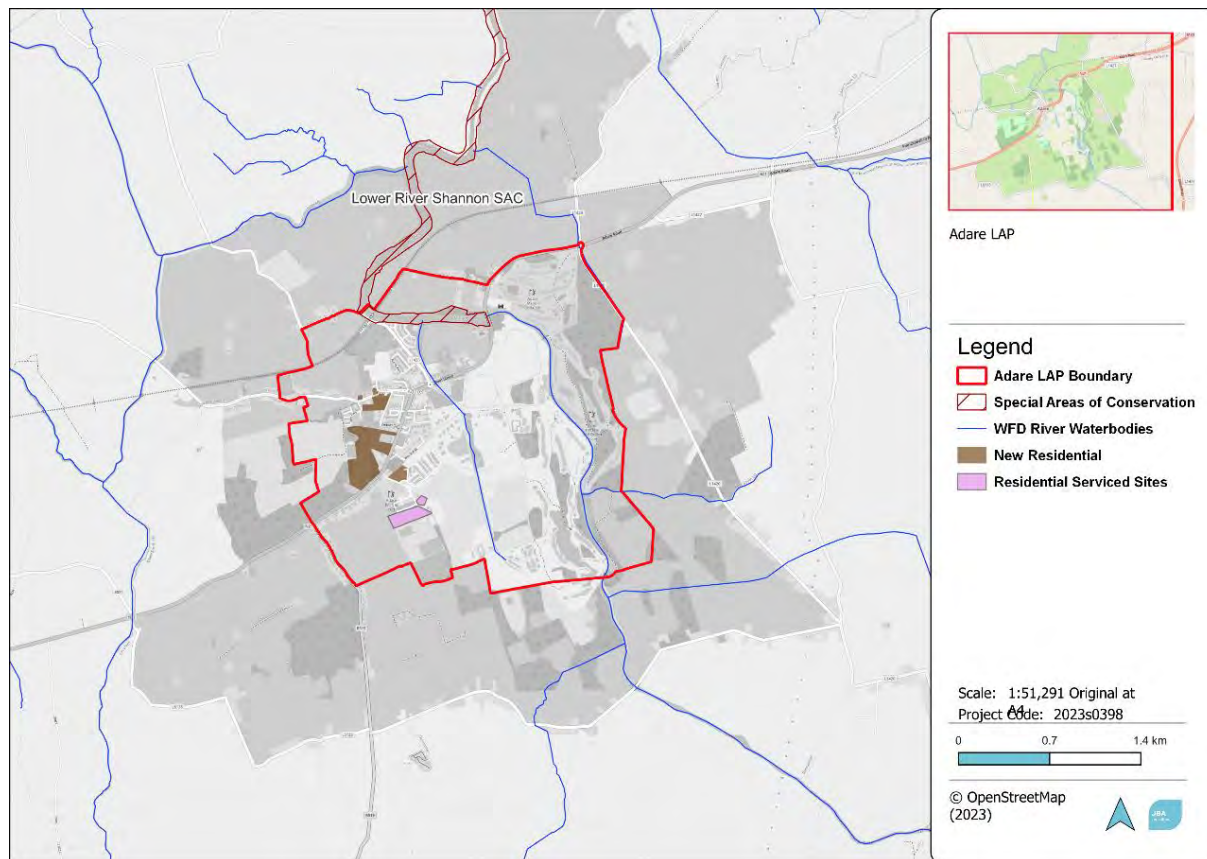 Lower River Shannon SAC
Adare LAP
Legend
Adare LAP Boundary
Special Areas of Conservation
WFD River Waterbodies
New Residential
Residential Serviced Sites
Scale: 1:51,291 Original at
A4
Project Code: 2023s0398
0 0.7 1.4 km
© OpenStreetMap
(2023)
JBA